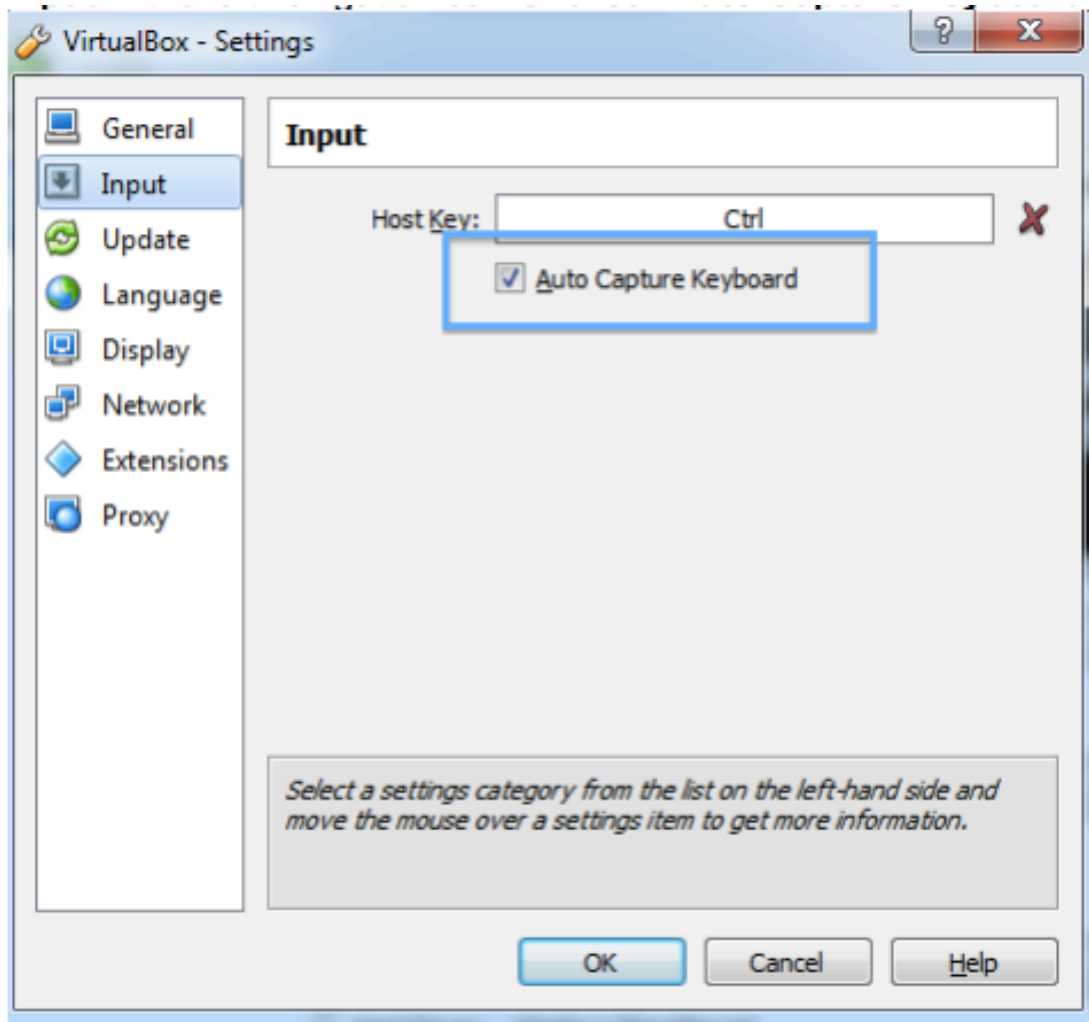 VirtualBox - Settings
General
Input
Update
Language
Display
Network
Extensions
Proxy
Input
Host Key:
Ctrl
Auto Capture Keyboard
Select a settings category from the list on the left-hand side and
move the mouse over a settings item to get more information.
OK
Cancel
Help